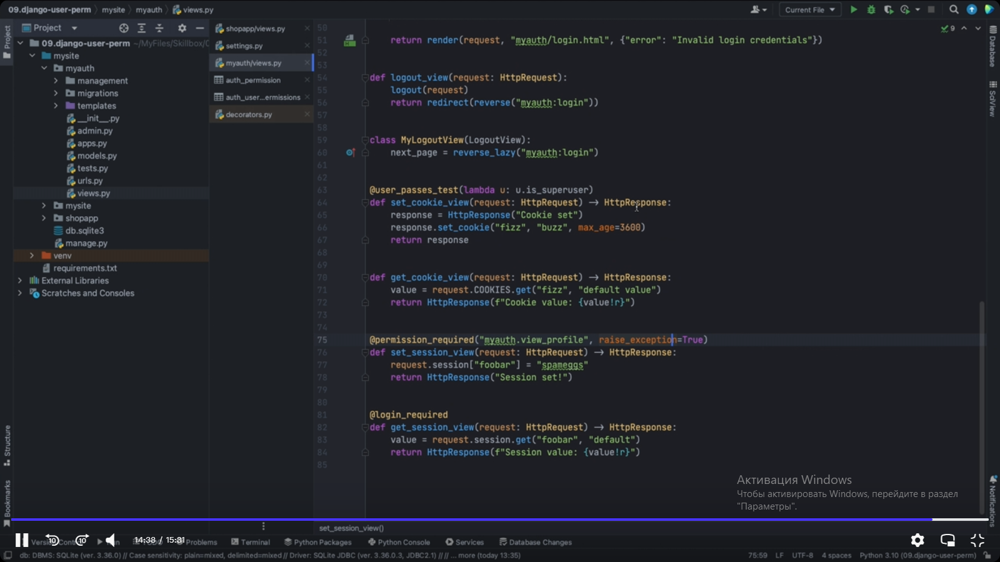 09.django-user-perm 〉 mysite 〉 myauth 〉 views.py
Current File
Project
Project
09.django-user-perm ~/MyFiles/Skillbox/
mysite
myauth
management
migrations
templates
__init__.py
admin.py
apps.py
models.py
tests.py
urls.py
views.py
mysite
shopapp
db.sqlite3
manage.py
venv
requirements.txt
External Libraries
Scratches and Consoles
Structure
Bookmarks
shopapp/views.py
settings.py
myauth/views.py
auth_permission
auth_user...ermissions
decorators.py
9
50
51 return render(request, "myauth/login.html", {"error": "Invalid login credentials"})
52
53
54 def logout_view(request: HttpRequest):
55 logout(request)
56 return redirect(reverse("myauth:login"))
57
58
59 class MyLogoutView(LogoutView):
60 next_page = reverse_lazy("myauth:login")
61
62
63 @user_passes_test(lambda u: u.is_superuser)
64 def set_cookie_view(request: HttpRequest) → HttpResponse:
65 response = HttpResponse("Cookie set")
66 response.set_cookie("fizz", "buzz", max_age=3600)
67 return response
68
69
70 def get_cookie_view(request: HttpRequest) → HttpResponse:
71 value = request.COOKIES.get("fizz", "default value")
72 return HttpResponse(f"Cookie value: {value!r}")
73
74
75 @permission_required("myauth.view_profile", raise_exception=True)
76 def set_session_view(request: HttpRequest) → HttpResponse:
77 request.session["foobar"] = "spameggs"
78 return HttpResponse("Session set!")
79
80
81 @login_required
82 def get_session_view(request: HttpRequest) → HttpResponse:
83 value = request.session.get("foobar", "default")
84 return HttpResponse(f"Session value: {value!r}")
85
Database
SciView
Notifications
Активация Windows
Чтобы активировать Windows, перейдите в раздел
"Параметры".
set_session_view()
10
10
14:38 / 15:31
Problems
Terminal
Python Packages
Python Console
Services
Database Changes
db: DBMS: SQLite (ver. 3.36.0) // Case sensitivity: plain=mixed, delimited=mixed // Driver: SQLite JDBC (ver. 3.36.0.3, JDBC2.1) // // ... more (today 13:35)
75:59 LF UTF-8 4 spaces Python 3.10 (09.django-user-perm)